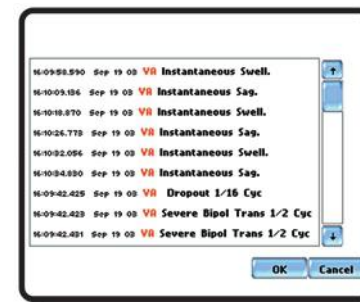 16:09:58.590 Sep 19 03 VA Instantaneous Swell.
16:10:09.136 Sep 19 03 VA Instantaneous Sag.
16:10:18.870 Sep 19 03 VA Instantaneous Swell.
16:10:26.773 Sep 19 03 VA Instantaneous Sag.
16:10:32.056 Sep 19 03 VA Instantaneous Swell.
16:10:34.830 Sep 19 03 VA Instantaneous Sag.
16:09:42.425 Sep 19 03 VA Dropout 1/16 Cyc
16:09:42.423 Sep 19 03 VA Severe Bipol Trans 1/2 Cyc
16:09:42.431 Sep 19 03 VA Severe Bipol Trans 1/2 Cyc
OK Cancel